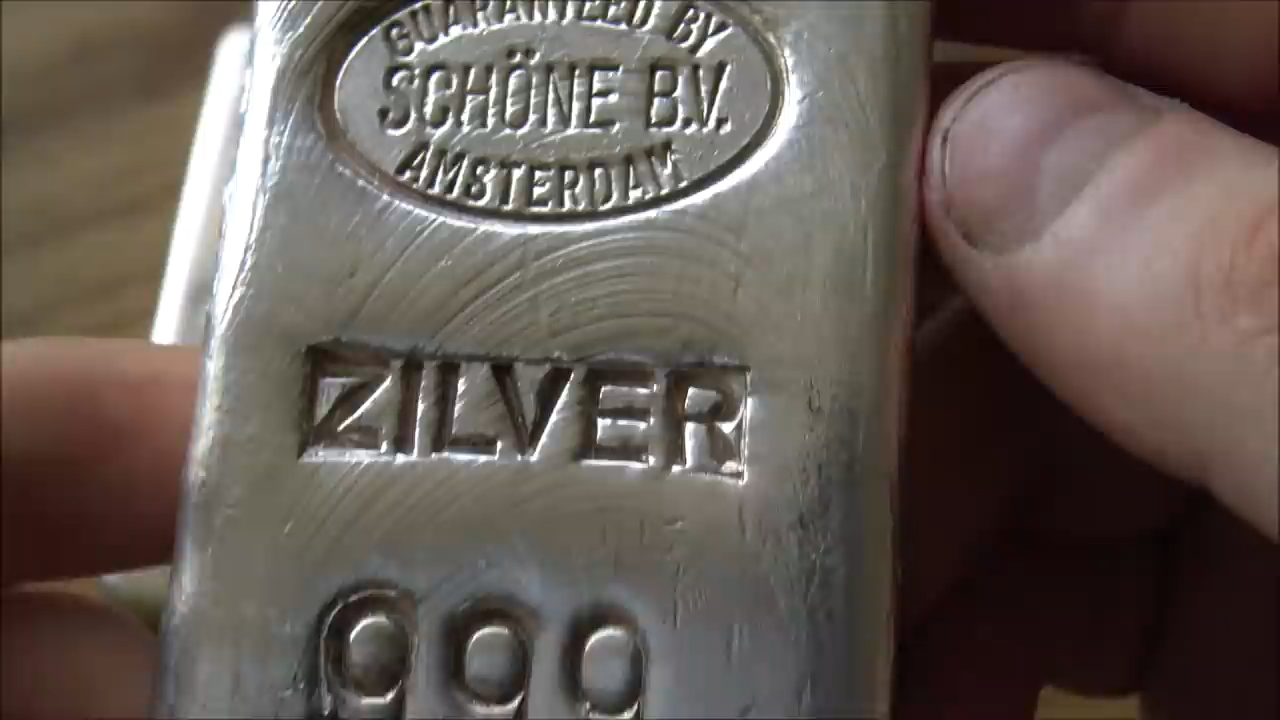 GUARANTEED BY
SCHÖNE B.V.
AMSTERDAM
ZILVER
999